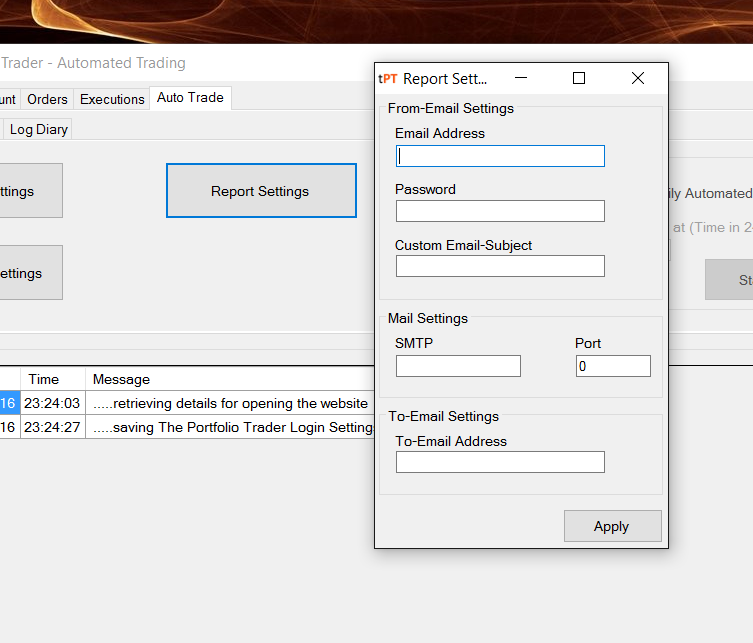 Trader - Automated Trading
unt Orders Executions Auto Trade
Log Diary
ttings
Report Settings
ettings
ily Automated
at (Time in 2
St
Time Message
16 23:24:03 .....retrieving details for opening the website
16 23:24:27 .....saving The Portfolio Trader Login Setting
tPT Report Sett...
From-Email Settings
Email Address
Password
Custom Email-Subject
Mail Settings
SMTP Port
0
To-Email Settings
To-Email Address
Apply